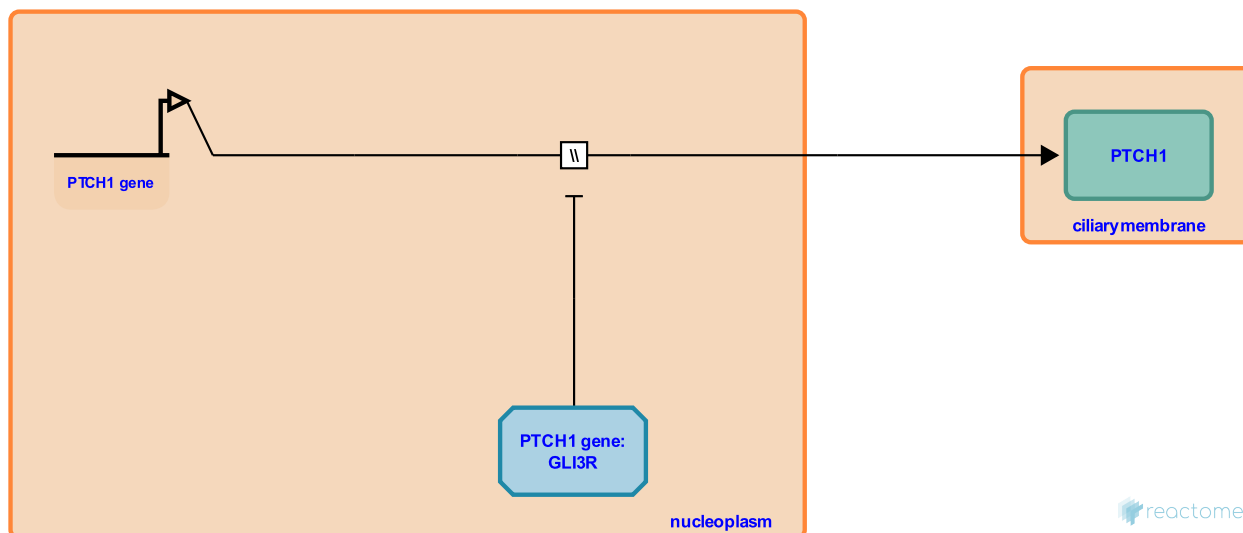 PTCH1 gene
\\
PTCH1
ciliary membrane
PTCH1 gene:
GLI3R
nucleoplasm
reactome